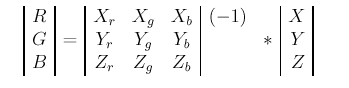 | R | | X_r X_g X_b | (-1) | X |
| G | = | Y_r Y_g Y_b | * | Y |
| B | | Z_r Z_g Z_b | | Z |